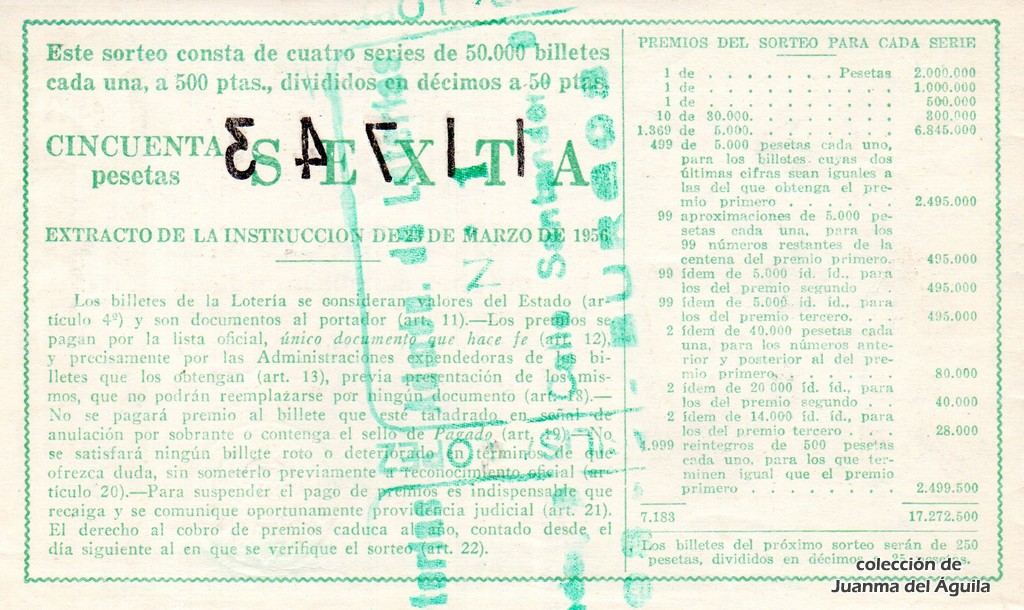 Este sorteo consta de cuatro series de 50.000 billetes
cada una, a 500 ptas., divididos en décimos a 50 ptas.
CINCUENTA
pesetas
SEXTA
3 4 7
EXTRACTO DE LA INSTRUCCION DE 23 DE MARZO DE 1956
Los billetes de la Lotería se consideran valores del Estado (ar-
tículo 4º) y son documentos al portador (art. 11).—Los premios se
pagan por la lista oficial, único documento que hace fe (art. 12),
y precisamente por las Administraciones expendedoras de los bi-
lletes que los obtengan (art. 13), previa presentación de los mis-
mos, que no podrán reemplazarse por ningún documento (art. 18).—
No se pagará premio al billete que esté taladrado en señal de
anulación por sobrante o contenga el sello de Pagado (art. 19).—No
se satisfará ningún billete roto o deteriorado en términos de que
ofrezca duda, sin sometérlo previamente a reconocimiento oficial (ar-
tículo 20).—Para suspender el pago de premios es indispensable que
recaiga y se comunique oportunamente providencia judicial (art. 21).
El derecho al cobro de premios caduca al año, contado desde el
día siguiente al en que se verifique el sorteo (art. 22).
PREMIOS DEL SORTEO PARA CADA SERIE
1 de . . . . . . . Pesetas 2.000.000
1 de . . . . . . . . . . . 1.000.000
1 de . . . . . . . . . . . 500.000
10 de 30.000. . . . . . . . 300.000
1.369 de 5.000. . . . . . . . 6.845.000
499 de 5.000 pesetas cada uno,
para los billetes cuyas dos
últimas cifras sean iguales a
las del que obtenga el pre-
mio primero . . . . . . 2.495.000
99 aproximaciones de 5.000 pe-
setas cada una, para los
99 números restantes de la
centena del premio primero. 495.000
99 ídem de 5.000 íd. íd., para
los del premio segundo . . 495.000
99 ídem de 5.000 íd. íd., para
los del premio tercero. . . 495.000
2 ídem de 40.000 pesetas cada
una, para los números ante-
rior y posterior al del pre-
mio primero. . . . . . . 80.000
2 ídem de 20 000 íd. íd., para
los del premio segundo . . 40.000
2 ídem de 14.000 íd. íd., para
los del premio tercero . . . 28.000
4.999 reintegros de 500 pesetas
cada uno, para los que ter-
minen igual que el premio
primero . . . . . . . . 2.499.500
7.183 17.272.500
Los billetes del próximo sorteo serán de 250
pesetas, divididos en décimos a 25 pesetas.
BURGOS
colección de
Juanma del Águila